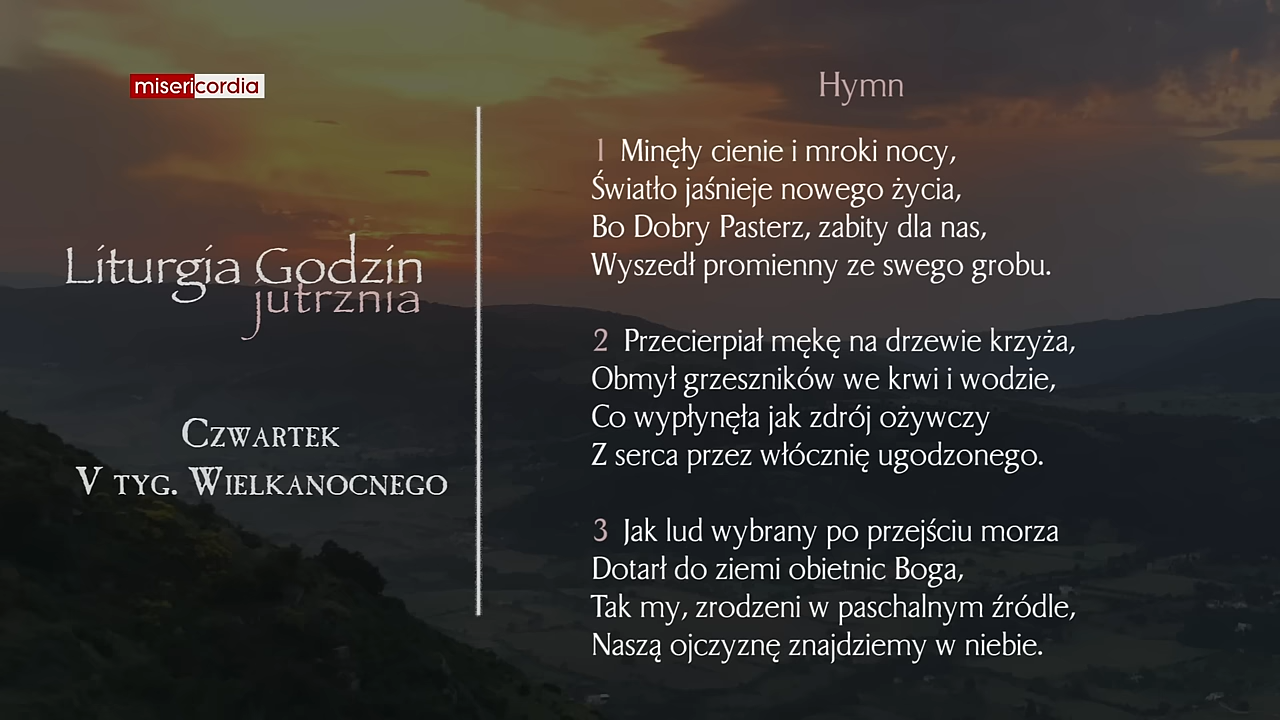 misericordia
Liturgia Godzin
jutrznia
Czwartek
V tyg. Wielkanocnego
Hymn
1 Minęły cienie i mroki nocy,
Światło jaśnieje nowego życia,
Bo Dobry Pasterz, zabity dla nas,
Wyszedł promienny ze swego grobu.
2 Przecierpiał mękę na drzewie krzyża,
Obmył grzeszników we krwi i wodzie,
Co wypłynęła jak zdrój ożywczy
Z serca przez włócznię ugodzonego.
3 Jak lud wybrany po przejściu morza
Dotarł do ziemi obietnic Boga,
Tak my, zrodzeni w paschalnym źródle,
Naszą ojczyznę znajdziemy w niebie.